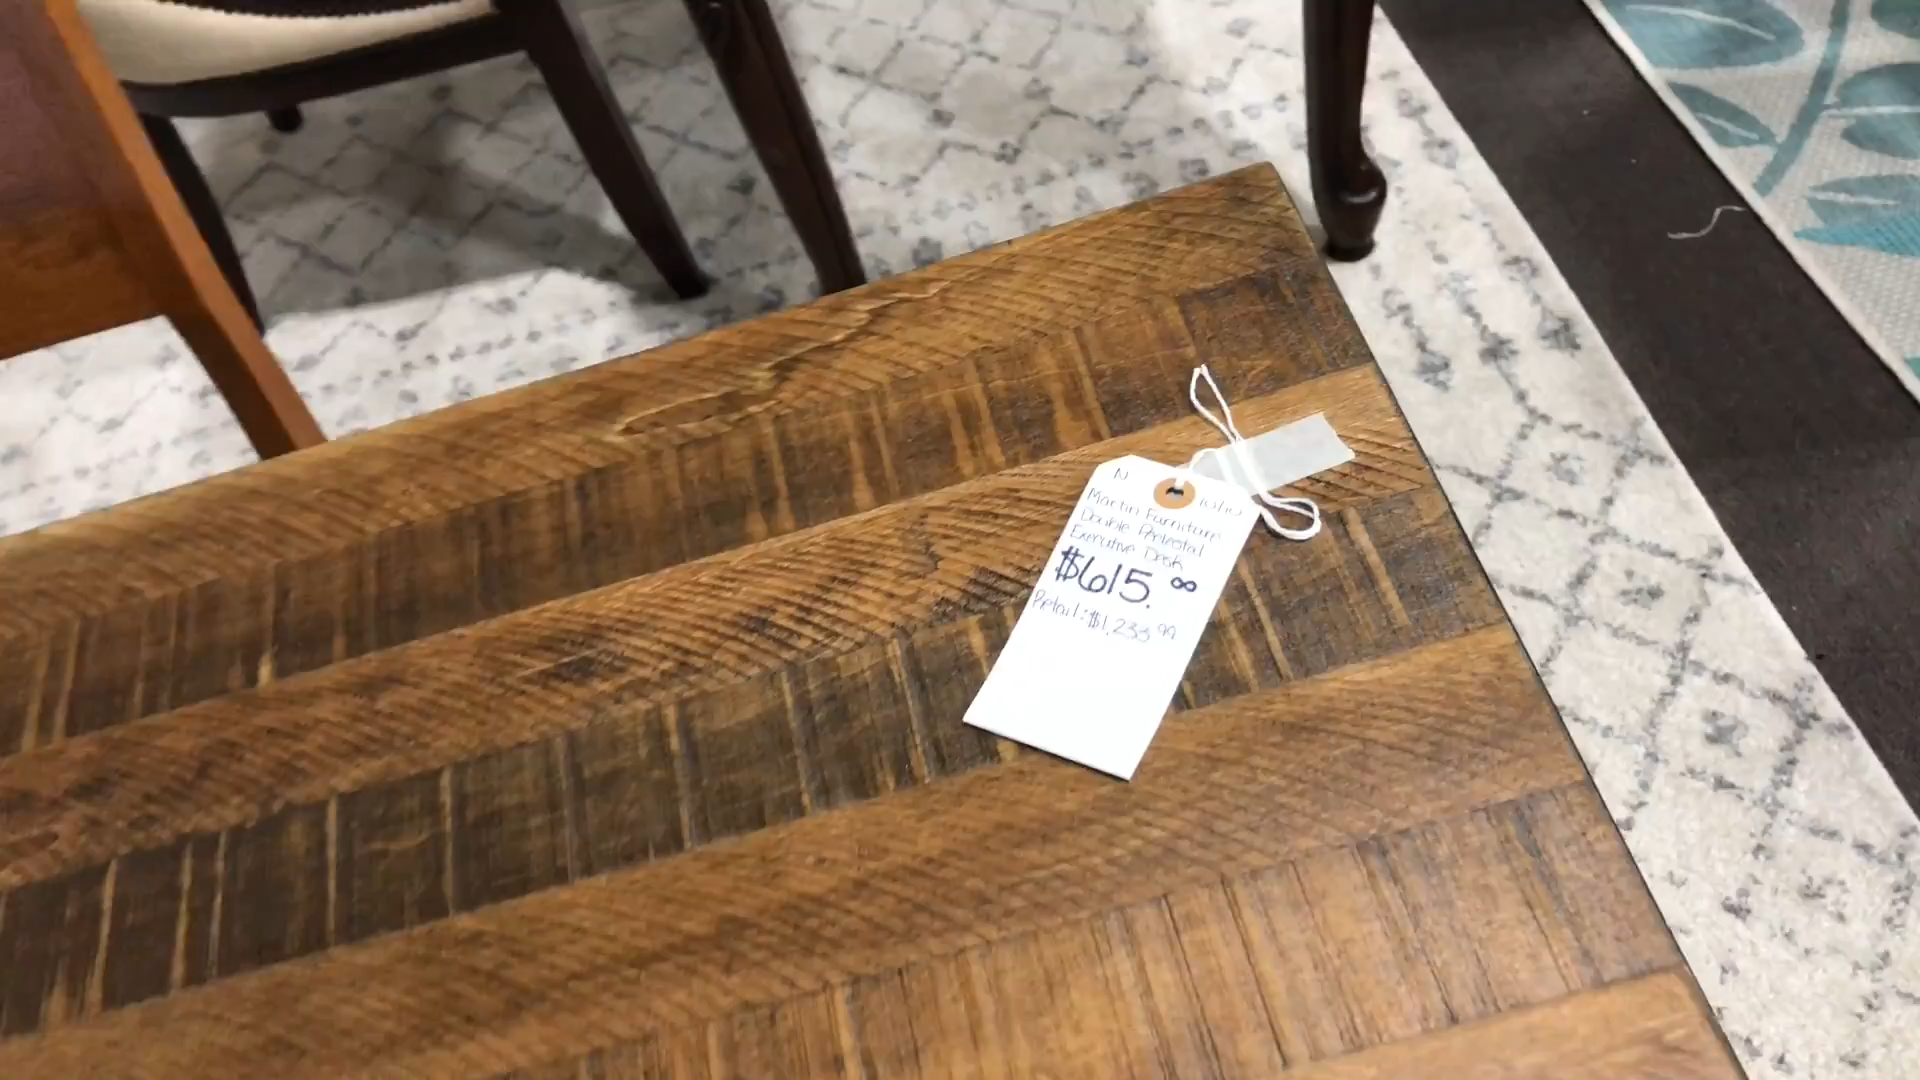 N
Martin Furniture
Double Pedestal
Executive Desk
$615.00
Retail: $1,233.99